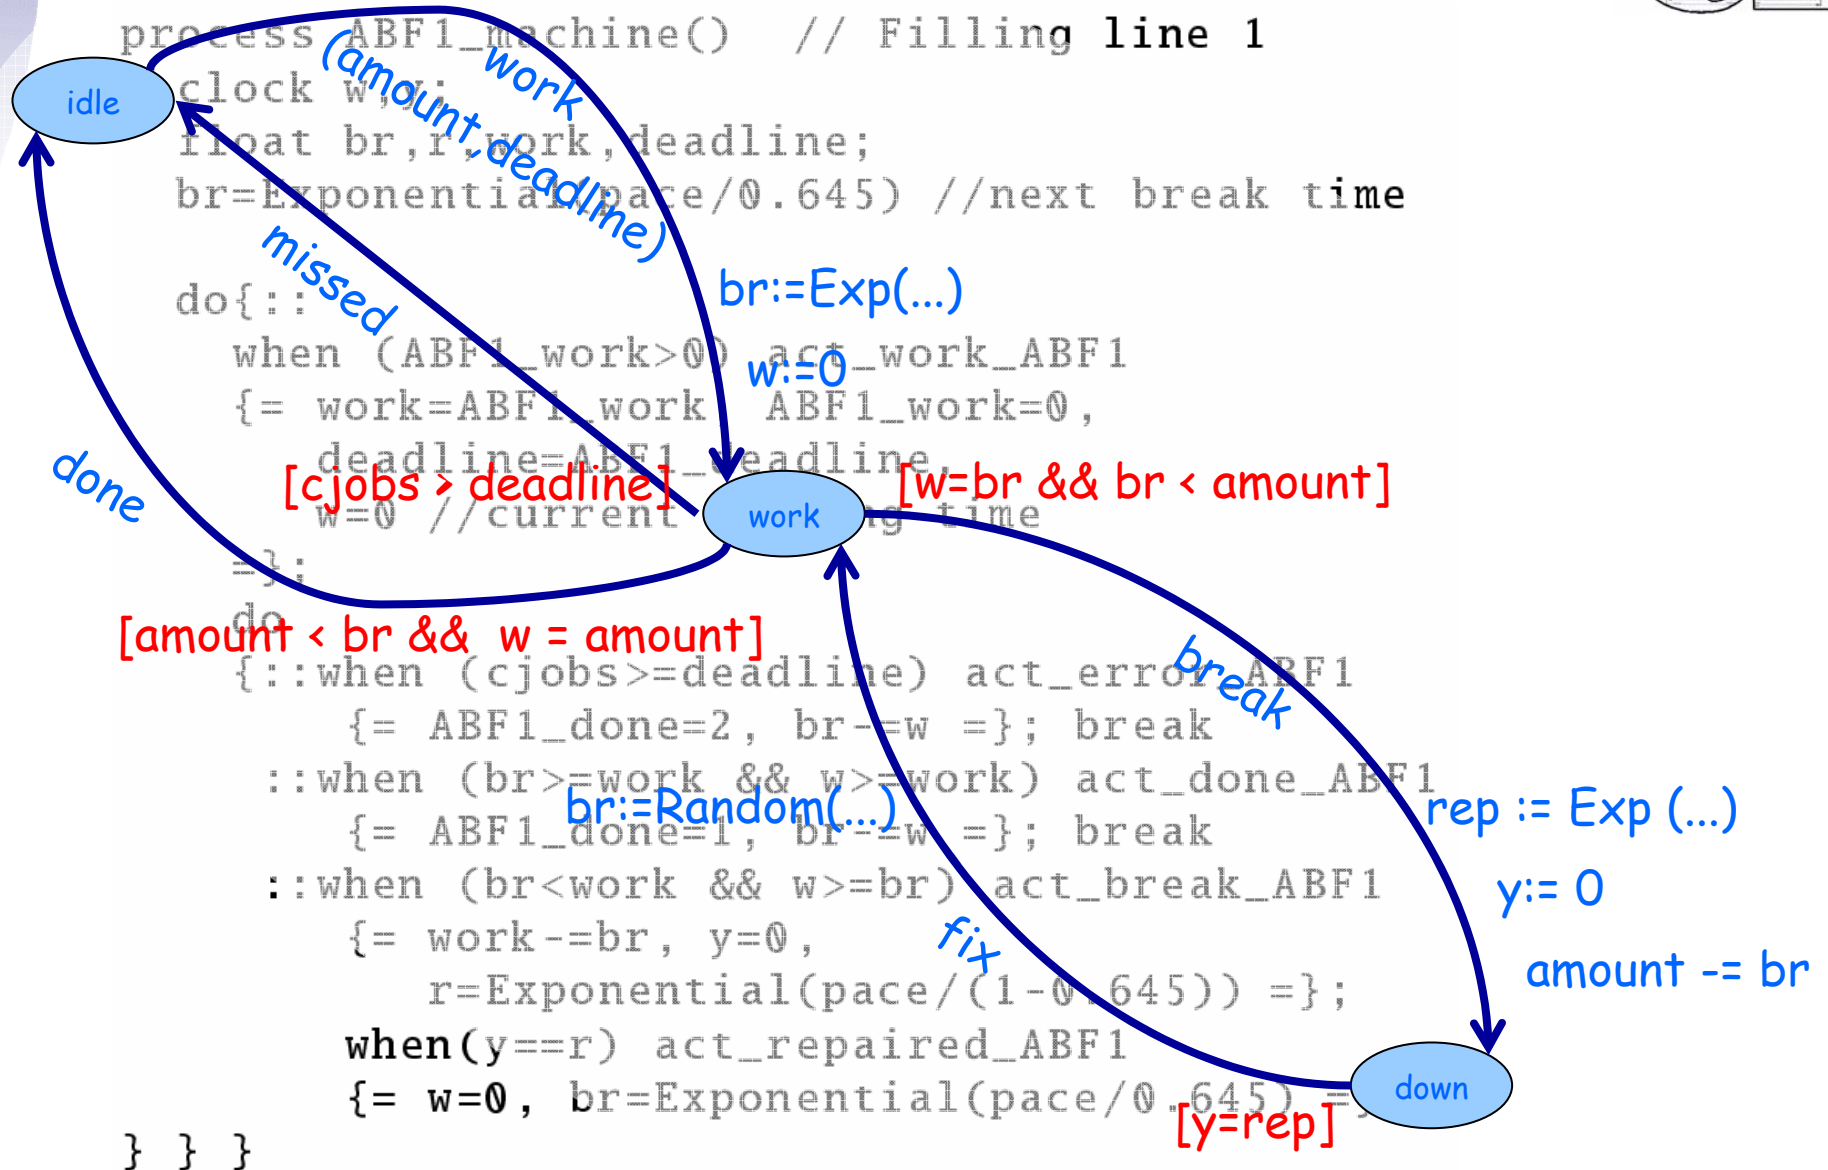 process ABF1_machine()  // Filling line 1
clock w,y;
float br,r,work,deadline;
br=Exponential(pace/0.645) //next break time
do{::
when (ABF1_work>0) act_work_ABF1
{= work=ABF1_work  ABF1_work=0,
deadline=ABF1_deadline,
w=0 //current time
=};
do
{::when (cjobs>=deadline) act_error_ABF1
{= ABF1_done=2, br-=w =}; break
::when (br>=work && w>=work) act_done_ABF1
{= ABF1_done=1, br-=w =}; break
::when (br<work && w>=br) act_break_ABF1
{= work-=br, y=0,
r=Exponential(pace/(1-0.645)) =};
when(y==r) act_repaired_ABF1
{= w=0, br=Exponential(pace/0.645) =}
} } }
idle
work
(amount,deadline)
missed
done
br:=Exp(...)
w:=0
[cjobs > deadline]
[w=br && br < amount]
work
[amount < br && w = amount]
break
br:=Random(...)
rep := Exp (...)
y:= 0
amount -= br
fix
down
[y=rep]